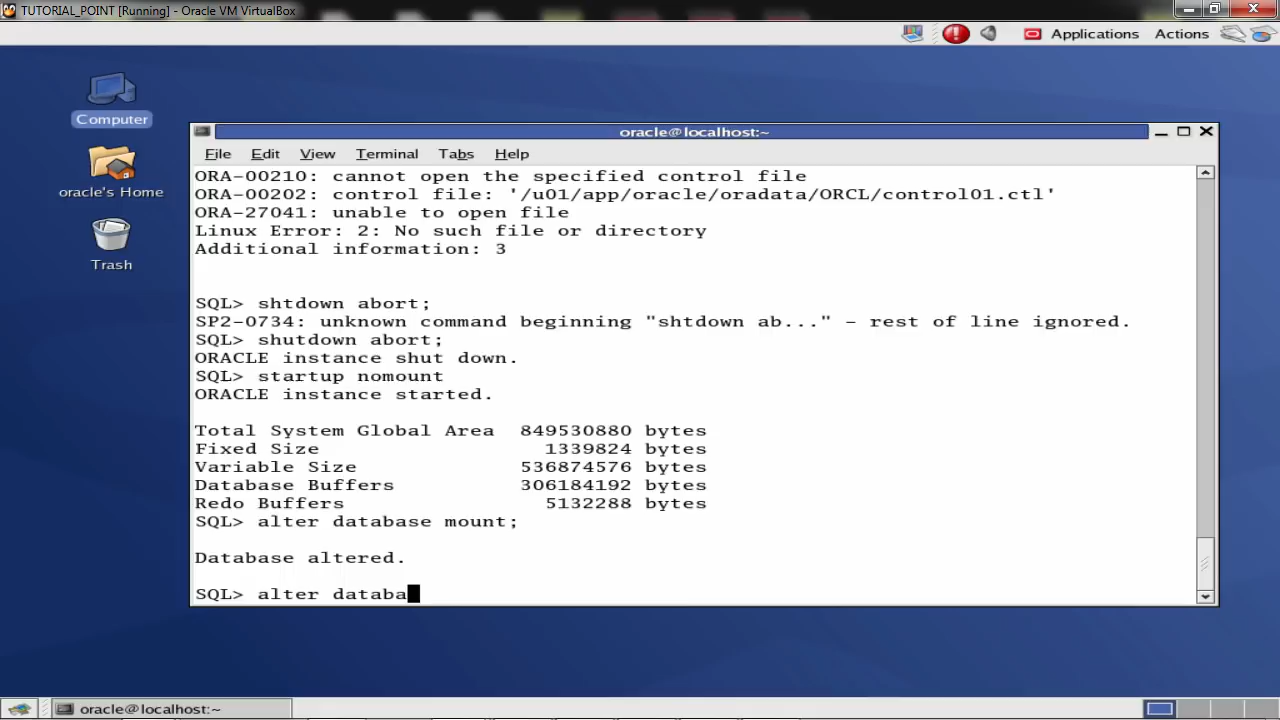 TUTORIAL_POINT [Running] - Oracle VM VirtualBox
Applications Actions
Computer
oracle's Home
Trash
oracle@localhost:~
File Edit View Terminal Tabs Help
ORA-00210: cannot open the specified control file
ORA-00202: control file: '/u01/app/oracle/oradata/ORCL/control01.ctl'
ORA-27041: unable to open file
Linux Error: 2: No such file or directory
Additional information: 3
SQL> shtdown abort;
SP2-0734: unknown command beginning "shtdown ab..." - rest of line ignored.
SQL> shutdown abort;
ORACLE instance shut down.
SQL> startup nomount
ORACLE instance started.
Total System Global Area 849530880 bytes
Fixed Size 1339824 bytes
Variable Size 536874576 bytes
Database Buffers 306184192 bytes
Redo Buffers 5132288 bytes
SQL> alter database mount;
Database altered.
SQL> alter databa
oracle@localhost:~